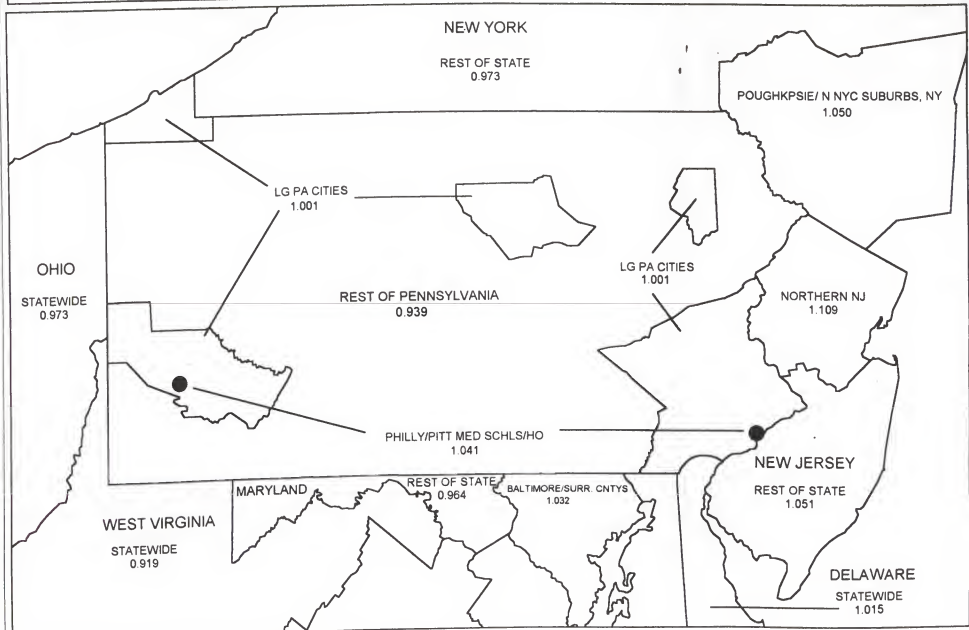 NEW YORK
REST OF STATE
0.973
POUGHKPSIE/ N NYC SUBURBS, NY
1.050
LG PA CITIES
1.001
LG PA CITIES
1.001
OHIO
STATEWIDE
0.973
REST OF PENNSYLVANIA
0.939
NORTHERN NJ
1.109
PHILLY/PITT MED SCHLS/HO
1.041
NEW JERSEY
REST OF STATE
1.051
MARYLAND
REST OF STATE
0.964
BALTIMORE/SURR. CNTYS
1.032
WEST VIRGINIA
STATEWIDE
0.919
DELAWARE
STATEWIDE
1.015